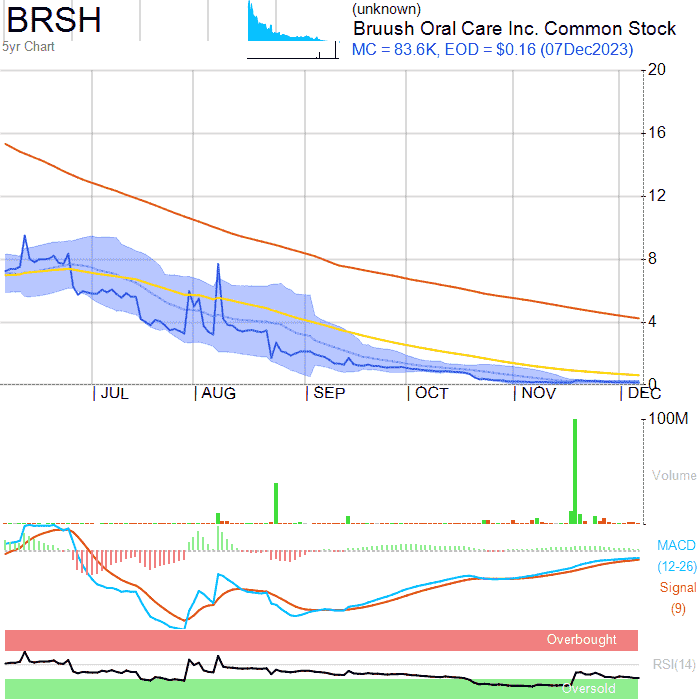 BRSH
5yr Chart
(unknown)
Bruush Oral Care Inc. Common Stock
MC = 83.6K, EOD = $0.16 (07Dec2023)
20
16
12
8
4
0
JUL AUG SEP OCT NOV DEC
100M
Volume
MACD
(12-26)
Signal
(9)
Overbought
RSI(14)
Oversold